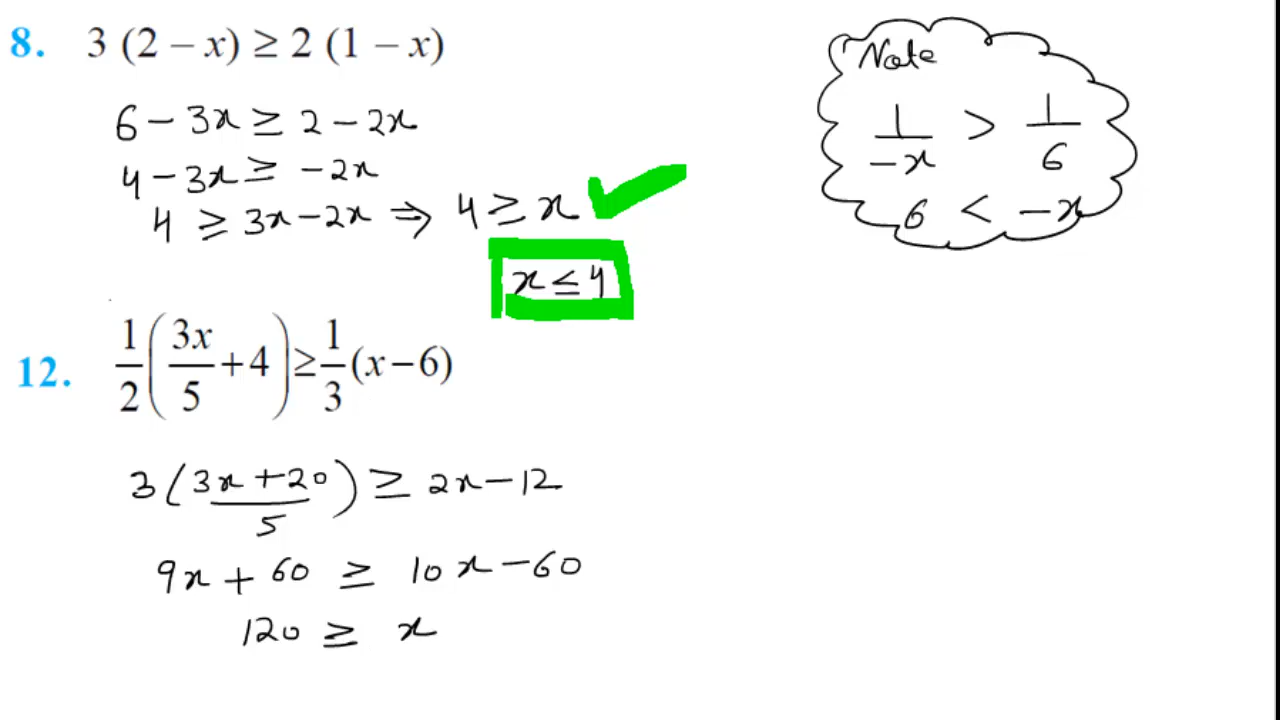 8. 3 (2 – x) ≥ 2 (1 – x)
6 – 3x ≥ 2 – 2x
4 – 3x ≥ – 2x
4 ≥ 3x – 2x ⇒ 4 ≥ x ✓
x ≤ 4
Note
1/–x > 1/6
6 < –x
12. 1/2 (3x/5 + 4) ≥ 1/3 (x – 6)
3 ((3x + 20)/5) ≥ 2x – 12
9x + 60 ≥ 10x – 60
120 ≥ x